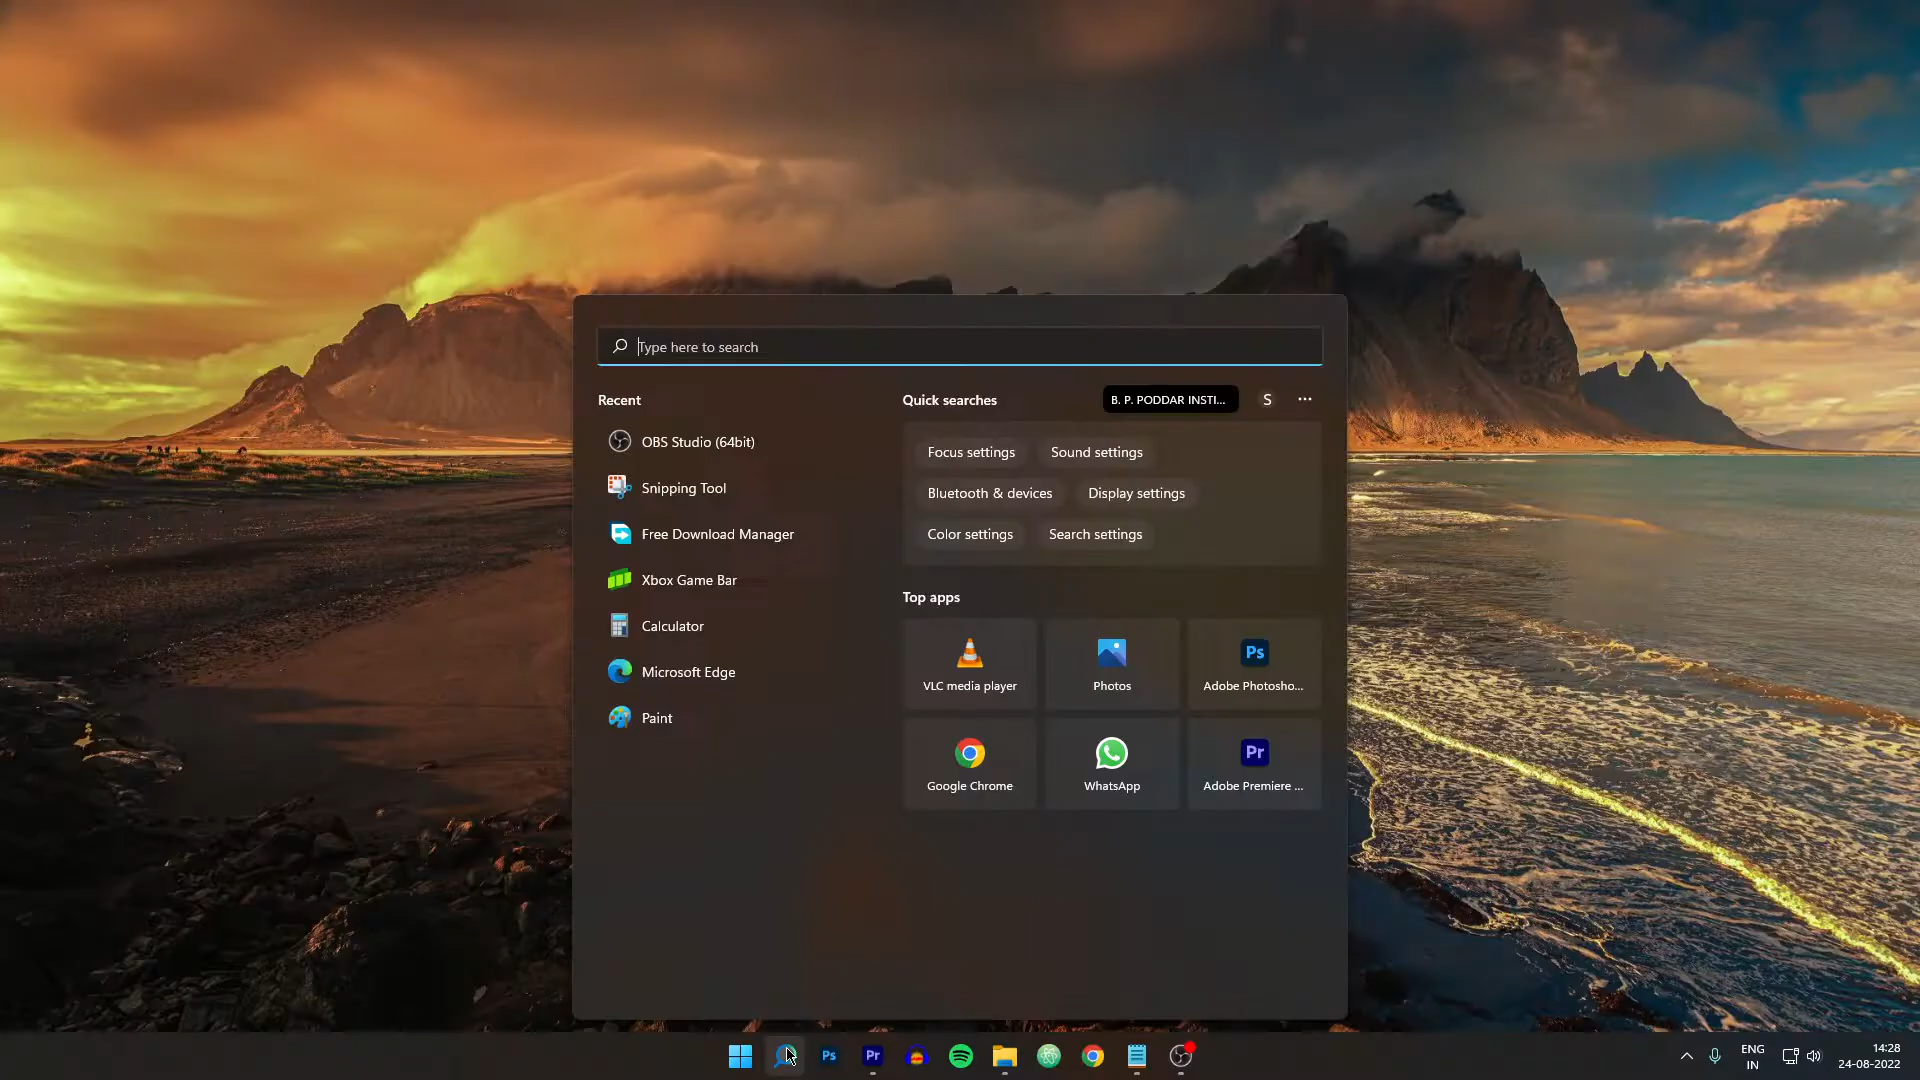 Type here to search
Recent
OBS Studio (64bit)
Snipping Tool
Free Download Manager
Xbox Game Bar
Calculator
Microsoft Edge
Paint
Quick searches
B. P. PODDAR INSTI...
S
Focus settings
Sound settings
Bluetooth & devices
Display settings
Color settings
Search settings
Top apps
VLC media player
Photos
Ps
Adobe Photosho...
Google Chrome
WhatsApp
Pr
Adobe Premiere ...
Ps
Pr
ENG
IN
14:28
24-08-2022